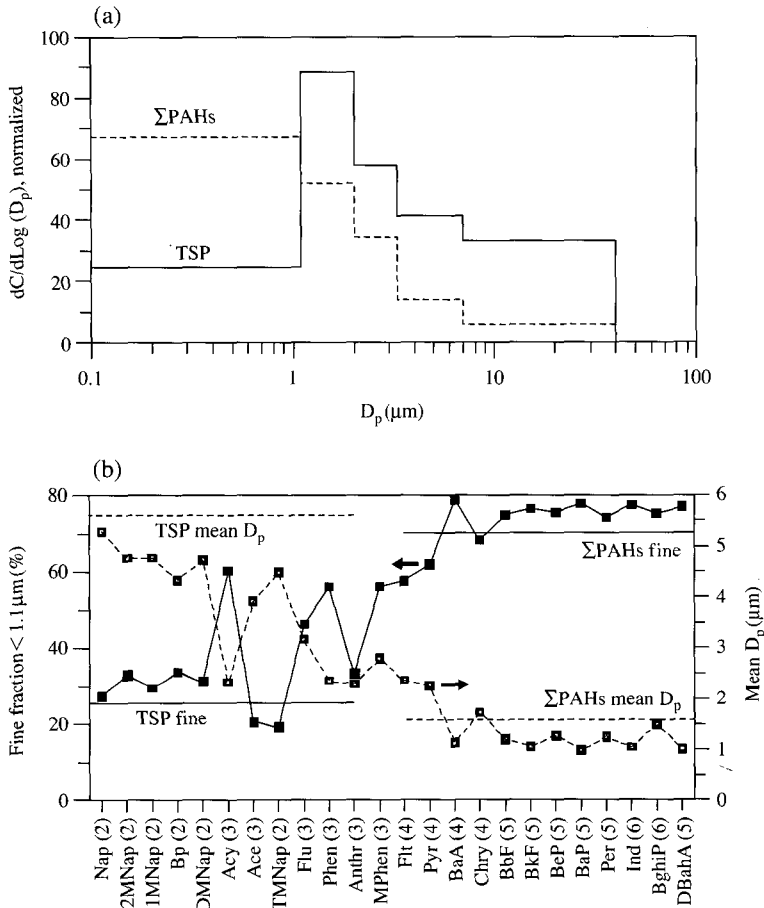 (a)
100
80
60
40
20
0
dC/dLog (Dp), normalized
ΣPAHs
TSP
0.1
1
10
100
Dp (μm)
(b)
80
60
40
20
0
Fine fraction< 1.1μm (%)
TSP mean Dp
ΣPAHs fine
TSP fine
ΣPAHs mean Dp
6
5
4
3
2
1
0
Mean Dp (μm)
Nap (2)
2MNap (2)
1MNap (2)
Bp (2)
DMNap (2)
Acy (3)
Ace (3)
TMNap (2)
Flu (3)
Phen (3)
Anthr (3)
MPhen (3)
Flt (4)
Pyr (4)
BaA (4)
Chry (4)
BbF (5)
BkF (5)
BeP (5)
BaP (5)
Per (5)
Ind (6)
BghiP (6)
DBahA (5)